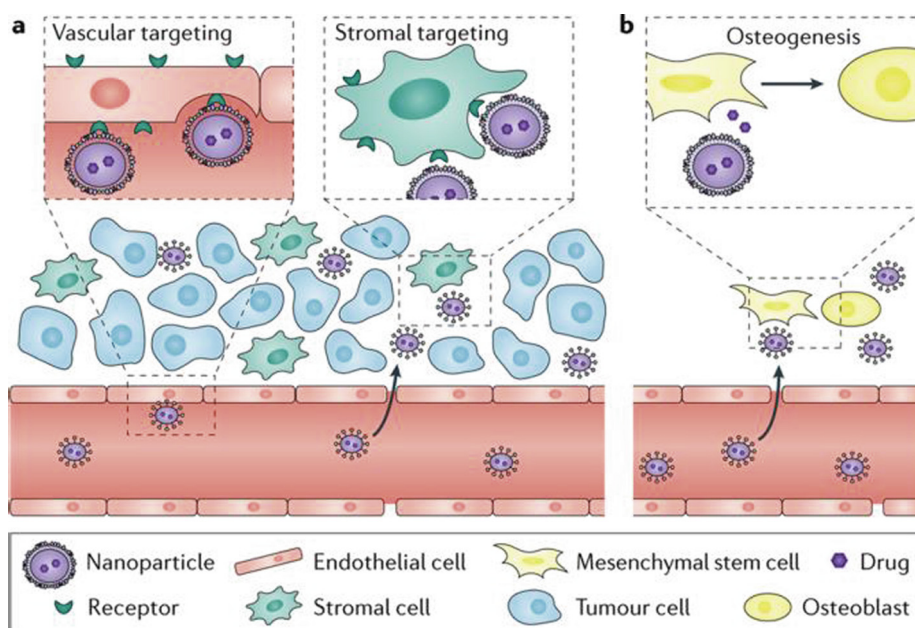 a
Vascular targeting
Stromal targeting
b
Osteogenesis
Nanoparticle
Endothelial cell
Mesenchymal stem cell
Drug
Receptor
Stromal cell
Tumour cell
Osteoblast